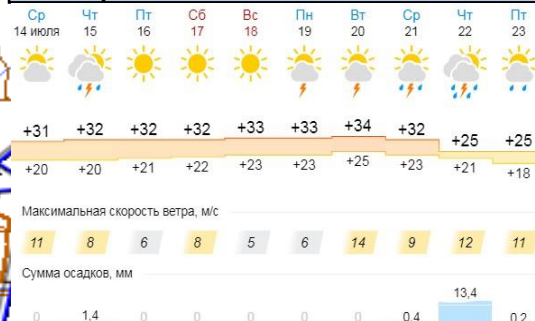 Ср Чт Пт Сб Вс Пн Вт Ср Чт Пт
14 июля 15 16 17 18 19 20 21 22 23
+31 +32 +32 +32 +33 +33 +34 +32 +25 +25
+20 +20 +21 +22 +23 +23 +25 +23 +21 +18
Максимальная скорость ветра, м/с
11 8 6 8 5 6 14 9 12 11
Сумма осадков, мм
13,4
0 1,4 0 0 0 0 0 0,4 0,2